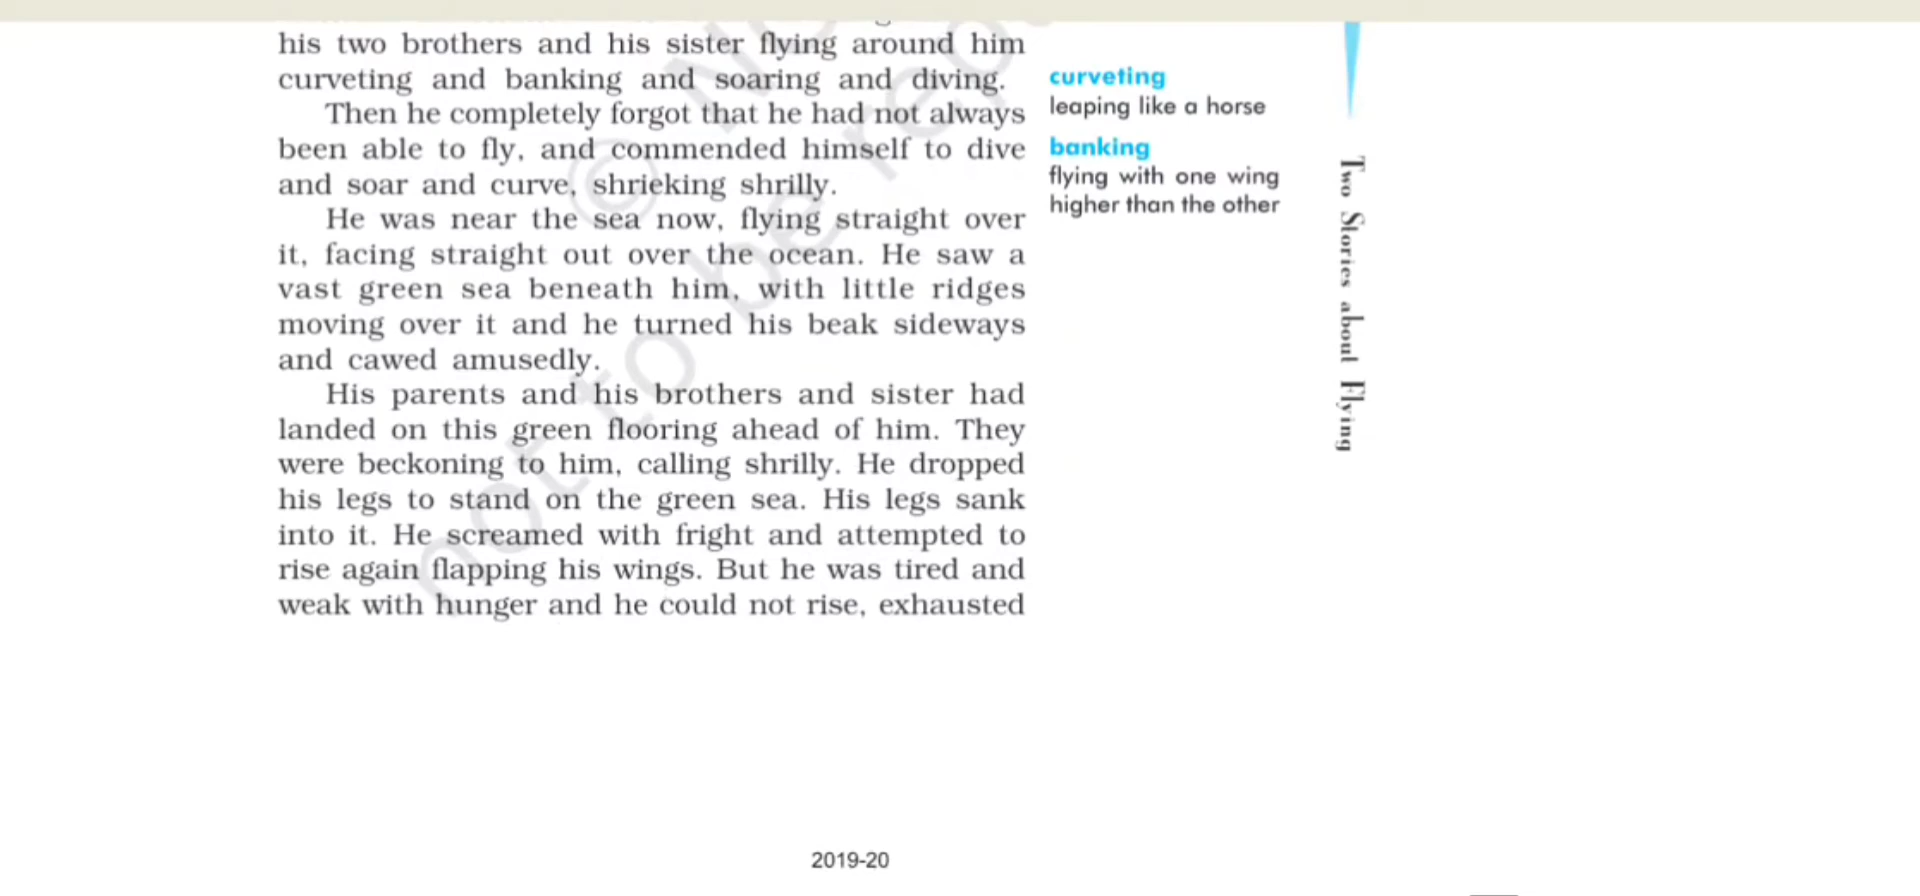 his two brothers and his sister flying around him
curveting and banking and soaring and diving.
Then he completely forgot that he had not always
been able to fly, and commended himself to dive
and soar and curve, shrieking shrilly.
He was near the sea now, flying straight over
it, facing straight out over the ocean. He saw a
vast green sea beneath him, with little ridges
moving over it and he turned his beak sideways
and cawed amusedly.
His parents and his brothers and sister had
landed on this green flooring ahead of him. They
were beckoning to him, calling shrilly. He dropped
his legs to stand on the green sea. His legs sank
into it. He screamed with fright and attempted to
rise again flapping his wings. But he was tired and
weak with hunger and he could not rise, exhausted
curveting
leaping like a horse
banking
flying with one wing
higher than the other
Two Stories about Flying
not to be
2019-20